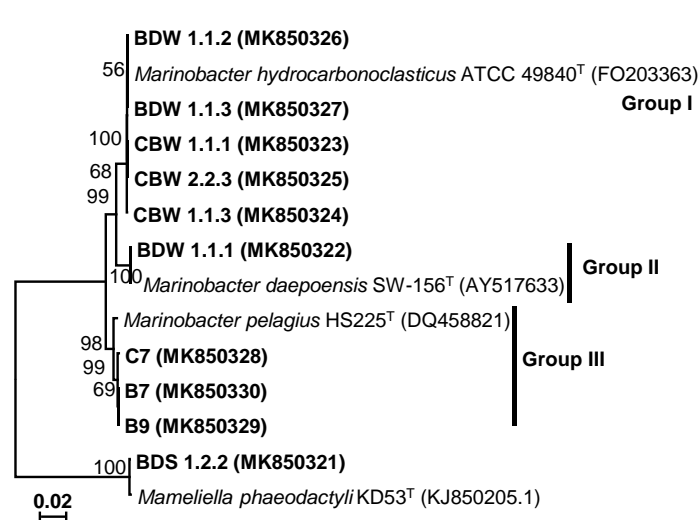 BDW 1.1.2 (MK850326)
56
Marinobacter hydrocarbonoclasticus ATCC 49840ᵀ (FO203363)
Group I
BDW 1.1.3 (MK850327)
100
CBW 1.1.1 (MK850323)
68
CBW 2.2.3 (MK850325)
99
CBW 1.1.3 (MK850324)
BDW 1.1.1 (MK850322)
Group II
100
Marinobacter daepoensis SW-156ᵀ (AY517633)
Marinobacter pelagius HS225ᵀ (DQ458821)
98
C7 (MK850328)
Group III
99
69
B7 (MK850330)
B9 (MK850329)
100
BDS 1.2.2 (MK850321)
Mameliella phaeodactyli KD53ᵀ (KJ850205.1)
0.02